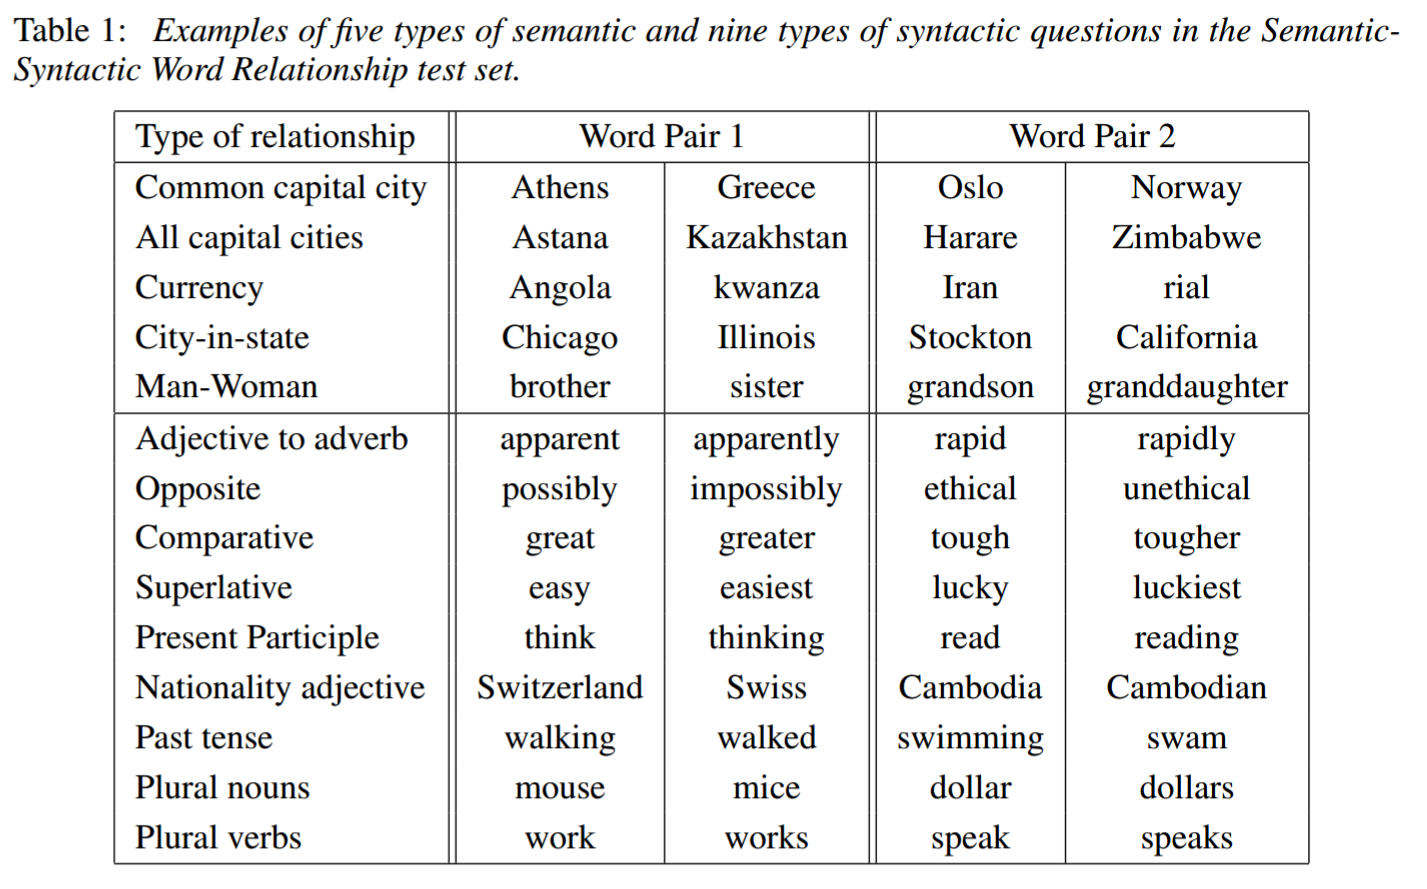 Table 1: Examples of five types of semantic and nine types of syntactic questions in the Semantic-
Syntactic Word Relationship test set.
Type of relationship Word Pair 1 Word Pair 2
Common capital city Athens Greece Oslo Norway
All capital cities Astana Kazakhstan Harare Zimbabwe
Currency Angola kwanza Iran rial
City-in-state Chicago Illinois Stockton California
Man-Woman brother sister grandson granddaughter
Adjective to adverb apparent apparently rapid rapidly
Opposite possibly impossibly ethical unethical
Comparative great greater tough tougher
Superlative easy easiest lucky luckiest
Present Participle think thinking read reading
Nationality adjective Switzerland Swiss Cambodia Cambodian
Past tense walking walked swimming swam
Plural nouns mouse mice dollar dollars
Plural verbs work works speak speaks